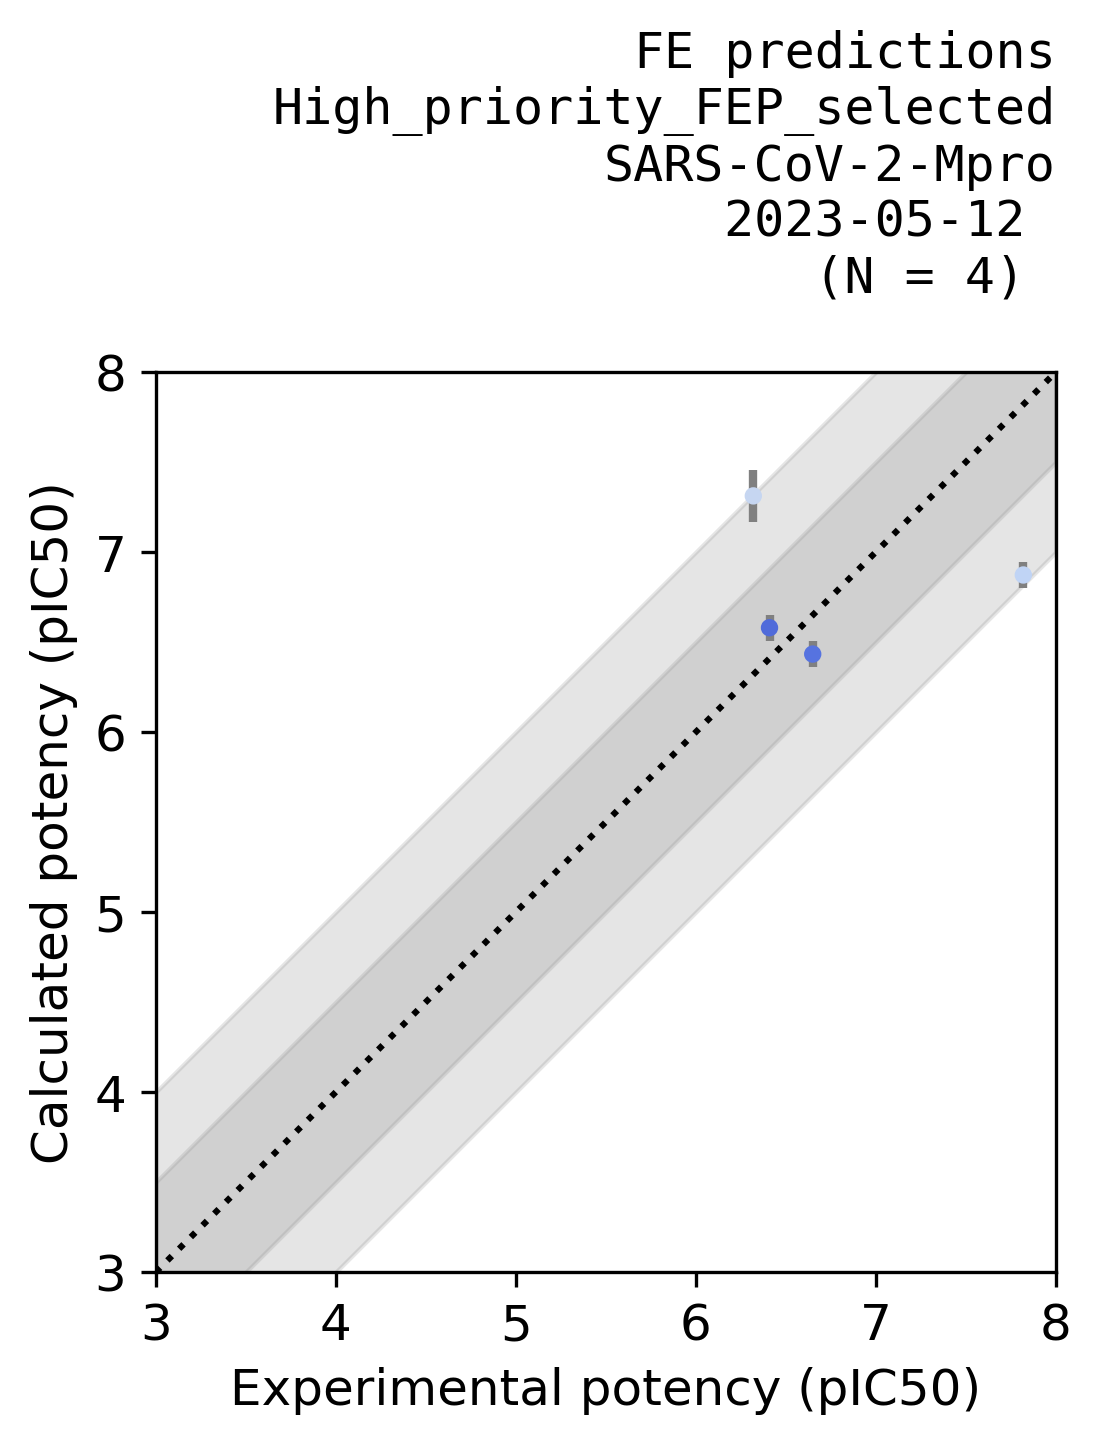 FE predictions
High_priority_FEP_selected
SARS-CoV-2-Mpro
2023-05-12
(N = 4)
8
7
6
5
4
3
Calculated potency (pIC50)
3 4 5 6 7 8
Experimental potency (pIC50)